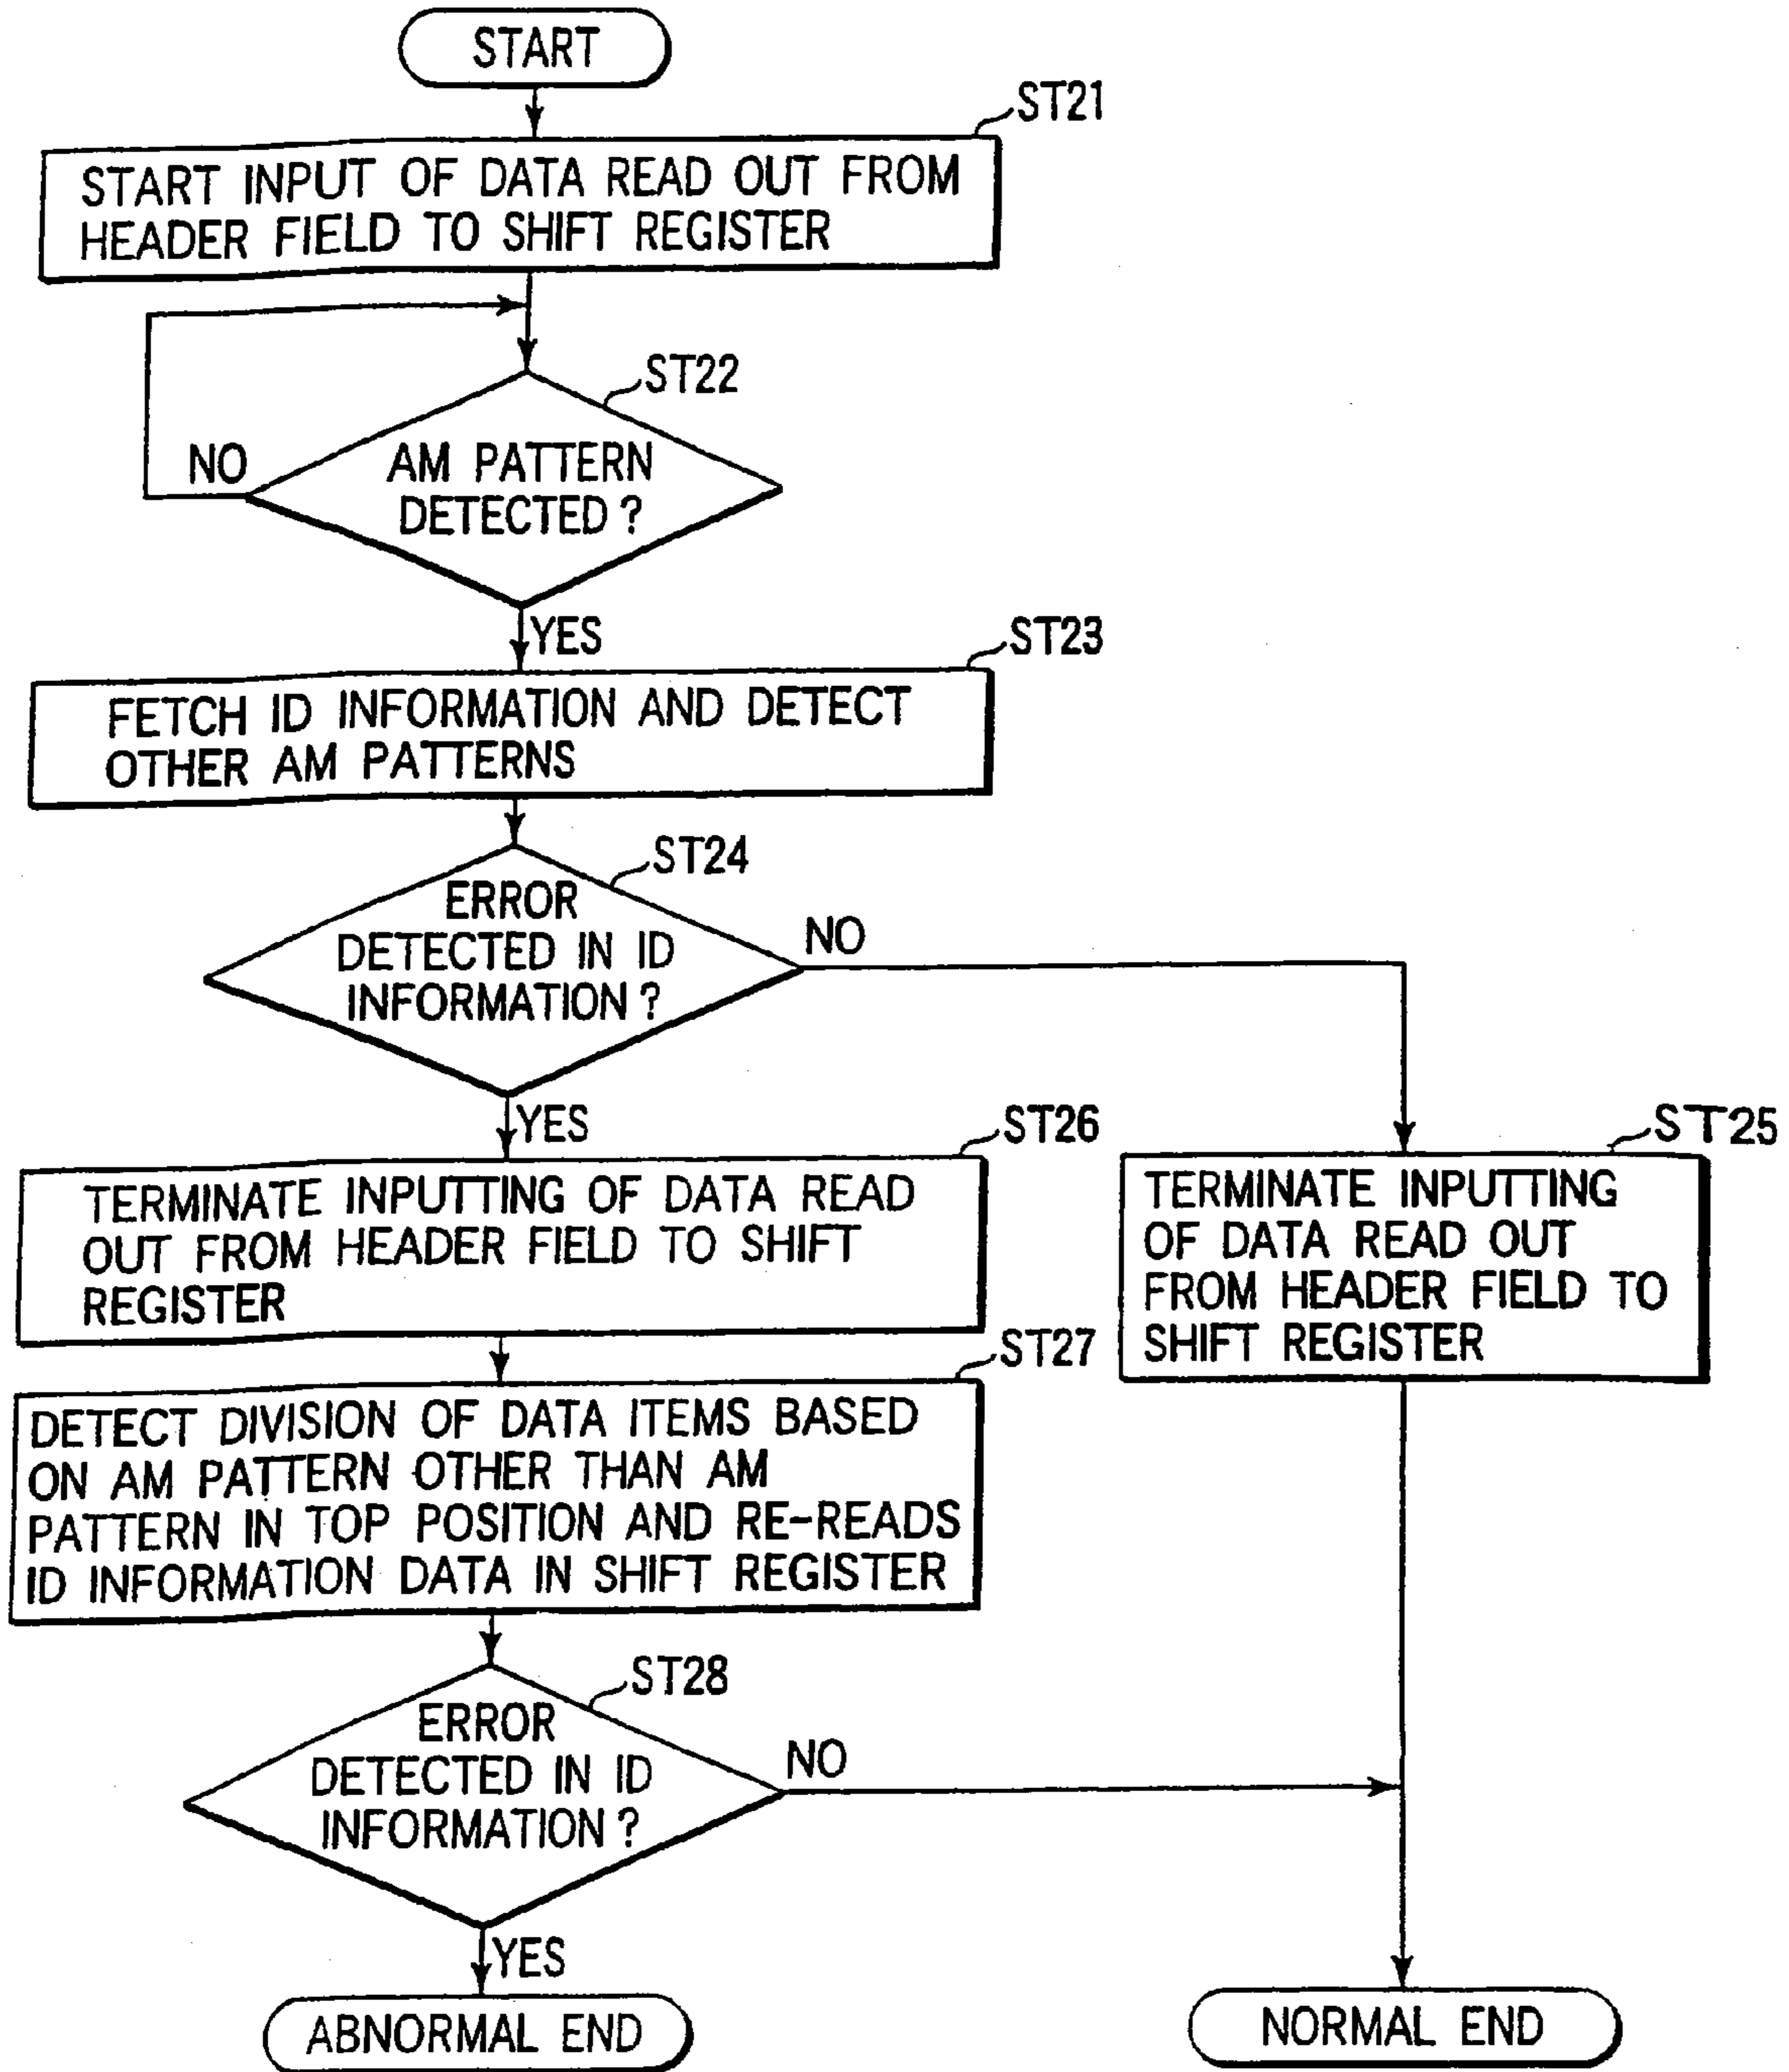 START
ST21
START INPUT OF DATA READ OUT FROM
HEADER FIELD TO SHIFT REGISTER
ST22
AM PATTERN
DETECTED?
NO
YES
ST23
FETCH ID INFORMATION AND DETECT
OTHER AM PATTERNS
ST24
ERROR
DETECTED IN ID
INFORMATION?
NO
YES
ST26
TERMINATE INPUTTING OF DATA READ
OUT FROM HEADER FIELD TO SHIFT
REGISTER
ST25
TERMINATE INPUTTING
OF DATA READ OUT
FROM HEADER FIELD TO
SHIFT REGISTER
ST27
DETECT DIVISION OF DATA ITEMS BASED
ON AM PATTERN OTHER THAN AM
PATTERN IN TOP POSITION AND RE-READS
ID INFORMATION DATA IN SHIFT REGISTER
ST28
ERROR
DETECTED IN ID
INFORMATION?
NO
YES
ABNORMAL END
NORMAL END